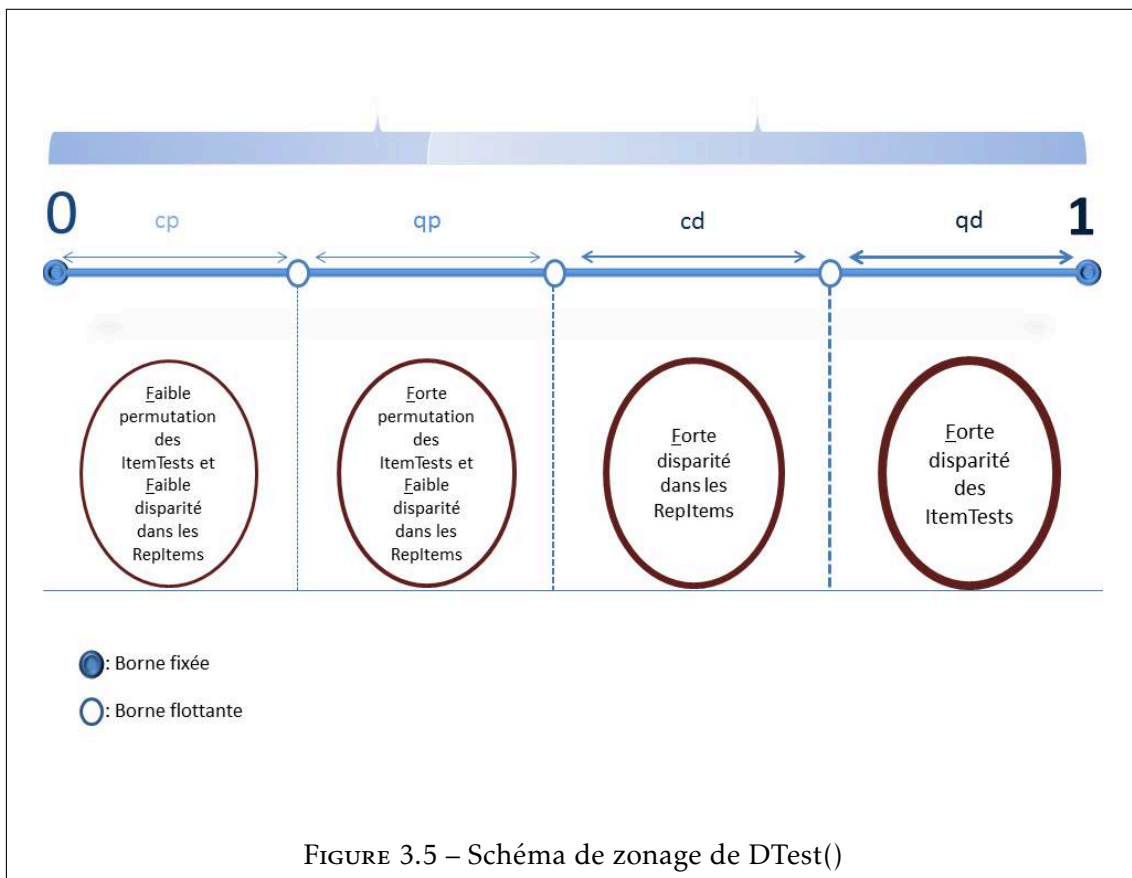 0 cp qp cd qd 1
Faible
permutation
des
ItemTests et
Faible
disparité
dans les
RepItems
Forte
permutation
des
ItemTests et
Faible
disparité
dans les
RepItems
Forte
disparité
dans les
RepItems
Forte
disparité
des
ItemTests
: Borne fixée
: Borne flottante
FIGURE 3.5 – Schéma de zonage de DTest()